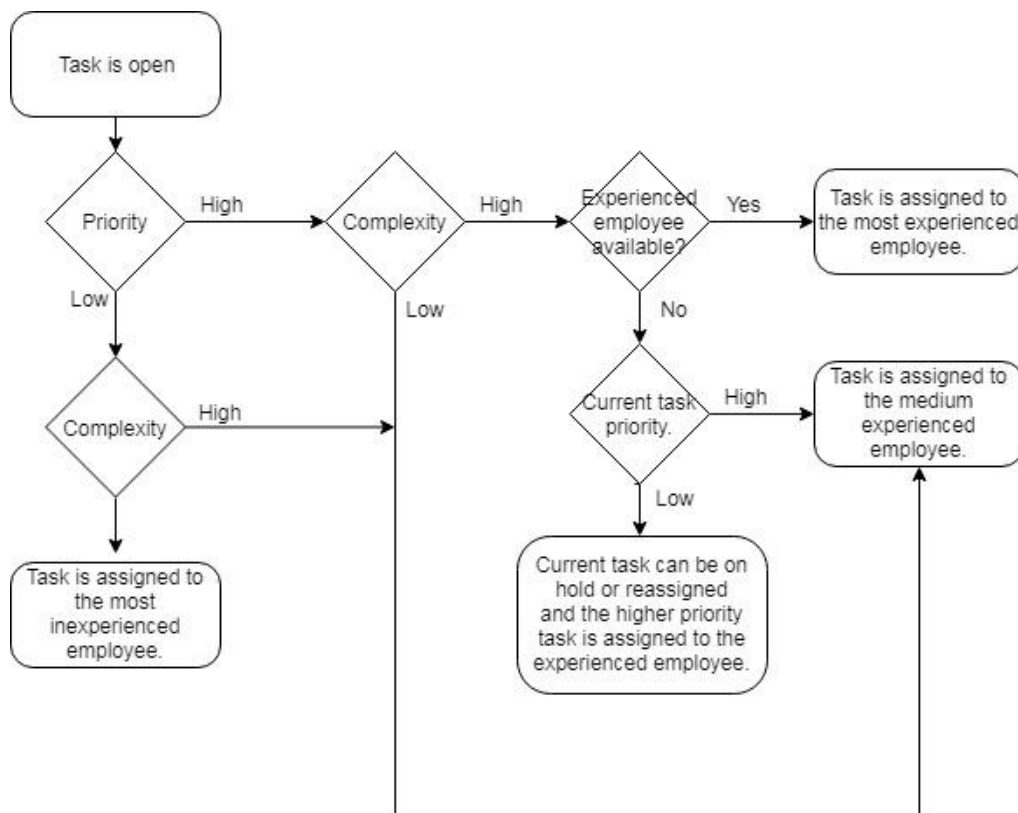 Task is open
Priority
High
Complexity
High
Experienced
employee
available?
Yes
Task is assigned to
the most experienced
employee.
Low
Low
No
Complexity
High
Current task
priority.
High
Task is assigned to
the medium
experienced
employee.
Low
Task is assigned to
the most
inexperienced
employee.
Current task can be on
hold or reassigned
and the higher priority
task is assigned to the
experienced employee.